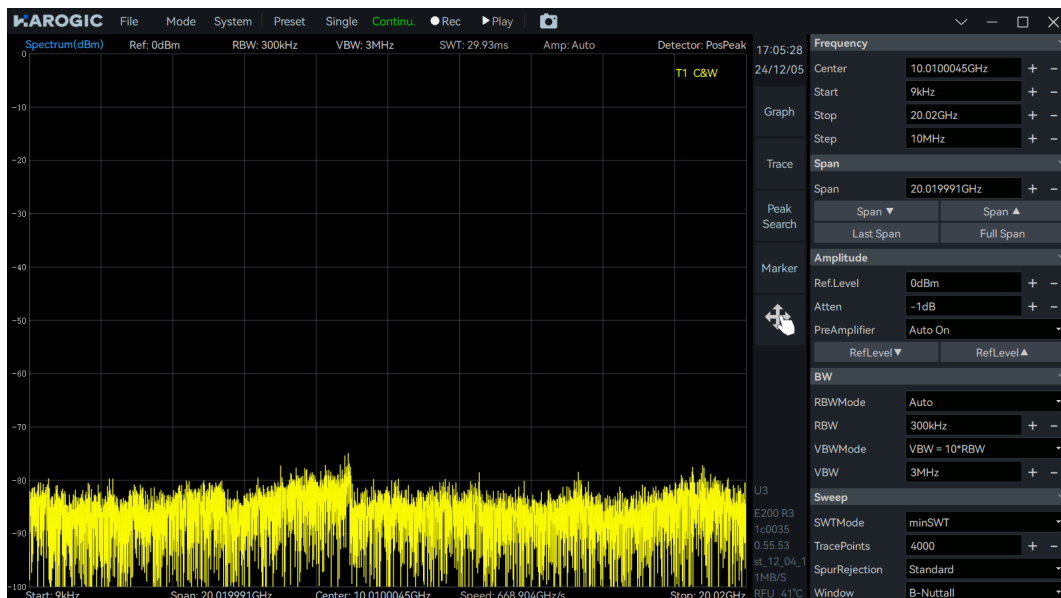 HAROGIC File Mode System Preset Single Continu. Rec Play
Spectrum(dBm) Ref: 0dBm RBW: 300kHz VBW: 3MHz SWT: 29.93ms Amp: Auto Detector: PosPeak
T1 C&W
0
-10
-20
-30
-40
-50
-60
-70
-80
-90
-100
Start: 9kHz Span: 20.019991GHz Center: 10.0100045GHz Speed: 668.904GHz/s Stop: 20.02GHz
17:05:28
24/12/05
Graph
Trace
Peak
Search
Marker
U3
E200 R3
1c0035
0.55.53
st_12_04_1
1MB/S
RFU 41°C
Frequency
Center 10.0100045GHz + -
Start 9kHz + -
Stop 20.02GHz + -
Step 10MHz + -
Span
Span 20.019991GHz + -
Span ▼ Span ▲
Last Span Full Span
Amplitude
Ref.Level 0dBm + -
Atten -1dB + -
PreAmplifier Auto On
RefLevel▼ RefLevel▲
BW
RBWMode Auto
RBW 300kHz + -
VBWMode VBW = 10*RBW
VBW 3MHz + -
Sweep
SWTMode minSWT
TracePoints 4000 + -
SpurRejection Standard
Window B-Nuttall